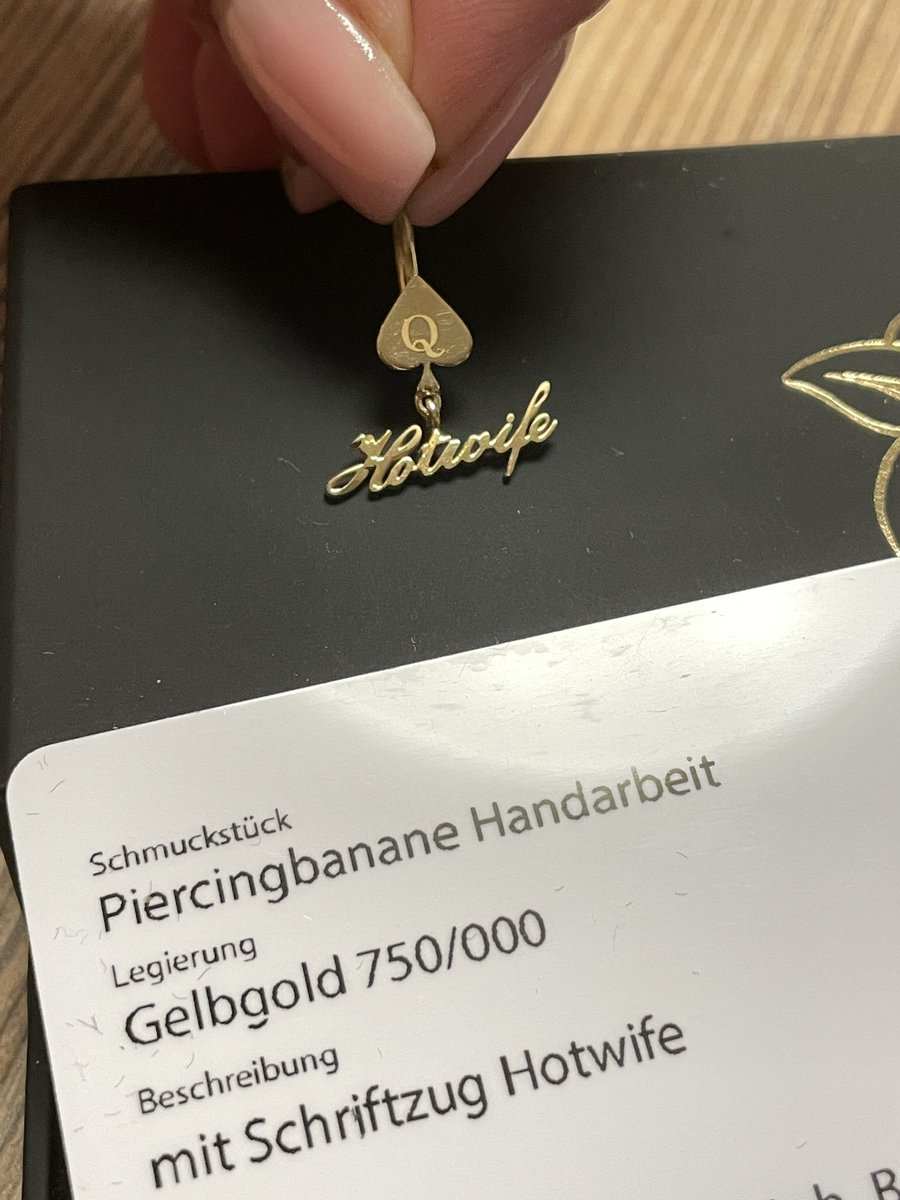 Q
Hotwife
Schmuckstück
Piercingbanane Handarbeit
Legierung
Gelbgold 750/000
Beschreibung
mit Schriftzug Hotwife